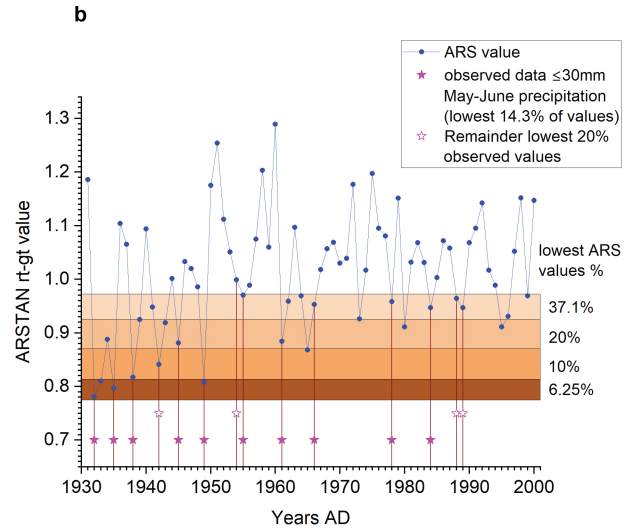 b
ARS value
observed data ≤30mm
May-June precipitation
(lowest 14.3% of values)
Remainder lowest 20%
observed values
ARSTAN rt-gt value
1.3
1.2
1.1
1.0
0.9
0.8
0.7
lowest ARS
values %
37.1%
20%
10%
6.25%
1930 1940 1950 1960 1970 1980 1990 2000
Years AD